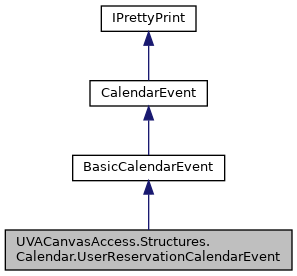 IPrettyPrint
CalendarEvent
BasicCalendarEvent
UVACanvasAccess.Structures.
Calendar.UserReservationCalendarEvent